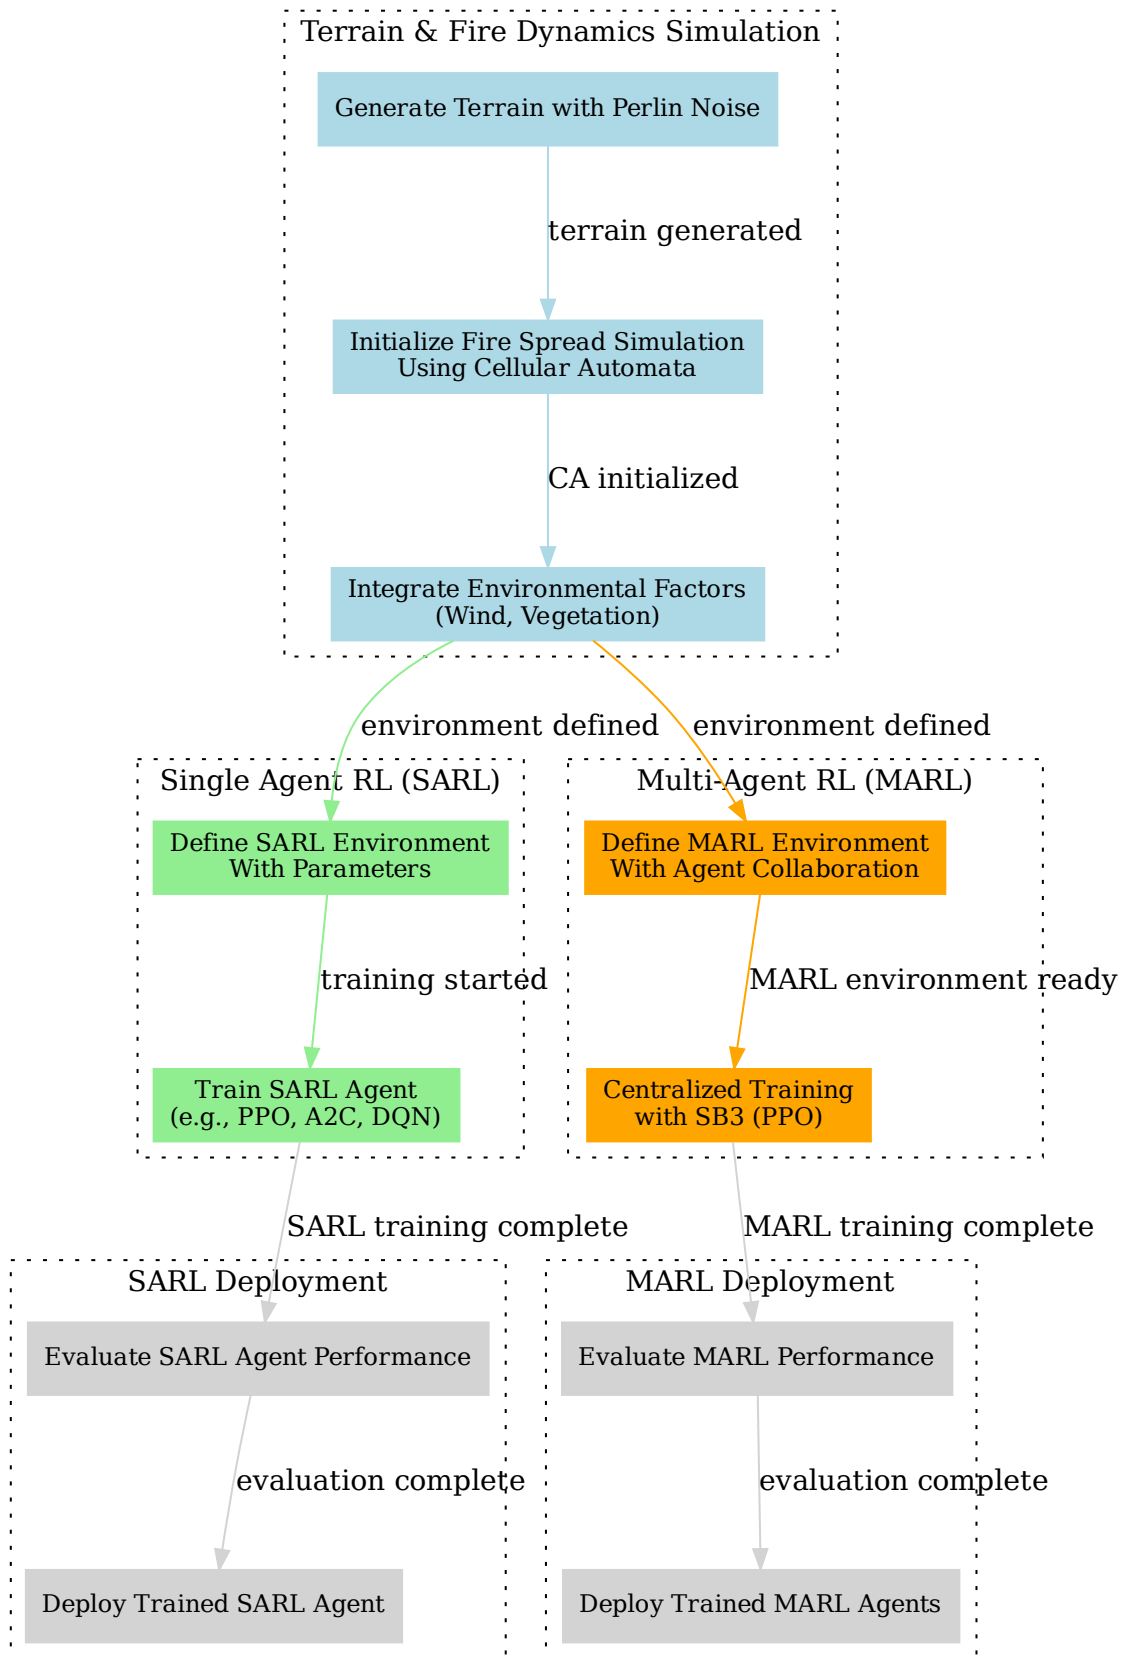 Terrain & Fire Dynamics Simulation
Generate Terrain with Perlin Noise
terrain generated
Initialize Fire Spread Simulation
Using Cellular Automata
CA initialized
Integrate Environmental Factors
(Wind, Vegetation)
environment defined
environment defined
Single Agent RL (SARL)
Multi-Agent RL (MARL)
Define SARL Environment
With Parameters
Define MARL Environment
With Agent Collaboration
training started
MARL environment ready
Train SARL Agent
(e.g., PPO, A2C, DQN)
Centralized Training
with SB3 (PPO)
SARL training complete
MARL training complete
SARL Deployment
MARL Deployment
Evaluate SARL Agent Performance
Evaluate MARL Performance
evaluation complete
evaluation complete
Deploy Trained SARL Agent
Deploy Trained MARL Agents